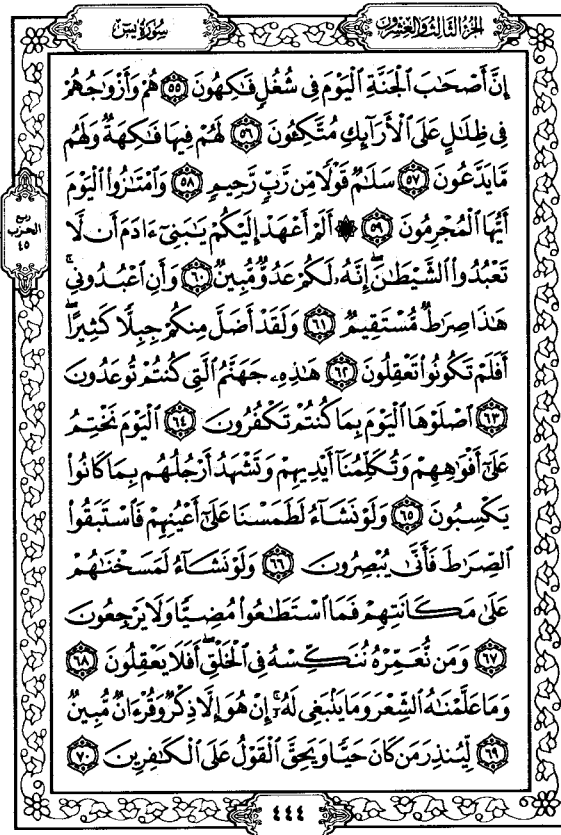 الجزء الثالث والعشرون
سورة يس
إِنَّ أَصْحَٰبَ ٱلْجَنَّةِ ٱلْيَوْمَ فِى شُغُلٍ فَٰكِهُونَ ٥٥ هُمْ وَأَزْوَٰجُهُمْ
فِى ظِلَٰلٍ عَلَى ٱلْأَرَآئِكِ مُتَّكِـُٔونَ ٥٦ لَهُمْ فِيهَا فَٰكِهَةٌ وَلَهُم
مَّا يَدَّعُونَ ٥٧ سَلَٰمٌ قَوْلًا مِّن رَّبٍّ رَّحِيمٍ ٥٨ وَٱمْتَٰزُوا۟ ٱلْيَوْمَ
أَيُّهَا ٱلْمُجْرِمُونَ ٥٩ ۞ أَلَمْ أَعْهَدْ إِلَيْكُمْ يَٰبَنِىٓ ءَادَمَ أَن لَّا
تَعْبُدُوا۟ ٱلشَّيْطَٰنَ ۖ إِنَّهُۥ لَكُمْ عَدُوٌّ مُّبِينٌ ٦٠ وَأَنِ ٱعْبُدُونِى ۚ
هَٰذَا صِرَٰطٌ مُّسْتَقِيمٌ ٦١ وَلَقَدْ أَضَلَّ مِنكُمْ جِبِلًّا كَثِيرًا ۖ
أَفَلَمْ تَكُونُوا۟ تَعْقِلُونَ ٦٢ هَٰذِهِۦ جَهَنَّمُ ٱلَّتِى كُنتُمْ تُوعَدُونَ
٦٣ ٱصْلَوْهَا ٱلْيَوْمَ بِمَا كُنتُمْ تَكْفُرُونَ ٦٤ ٱلْيَوْمَ نَخْتِمُ
عَلَىٰٓ أَفْوَٰهِهِمْ وَتُكَلِّمُنَآ أَيْدِيهِمْ وَتَشْهَدُ أَرْجُلُهُم بِمَا كَانُوا۟
يَكْسِبُونَ ٦٥ وَلَوْ نَشَآءُ لَطَمَسْنَا عَلَىٰٓ أَعْيُنِهِمْ فَٱسْتَبَقُوا۟
ٱلصِّرَٰطَ فَأَنَّىٰ يُبْصِرُونَ ٦٦ وَلَوْ نَشَآءُ لَمَسَخْنَٰهُمْ
عَلَىٰ مَكَانَتِهِمْ فَمَا ٱسْتَطَٰعُوا۟ مُضِيًّا وَلَا يَرْجِعُونَ
٦٧ وَمَن نُّعَمِّرْهُ نُنَكِّسْهُ فِى ٱلْخَلْقِ ۖ أَفَلَا يَعْقِلُونَ ٦٨
وَمَا عَلَّمْنَٰهُ ٱلشِّعْرَ وَمَا يَنۢبَغِى لَهُۥٓ ۚ إِنْ هُوَ إِلَّا ذِكْرٌ وَقُرْءَانٌ مُّبِينٌ
٦٩ لِّيُنذِرَ مَن كَانَ حَيًّا وَيَحِقَّ ٱلْقَوْلُ عَلَى ٱلْكَٰفِرِينَ ٧٠
ربع
الحزب
٤٥
٤٤٤